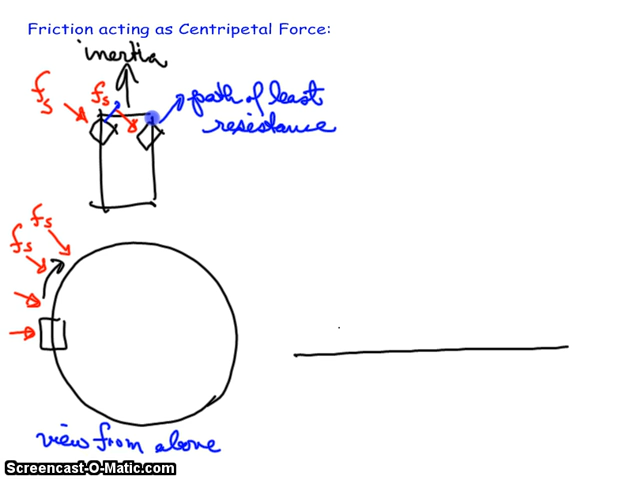 Friction acting as Centripetal Force:
inertia
fs
fs
path of least
resistance
fs
fs
view from above
Screencast-O-Matic.com